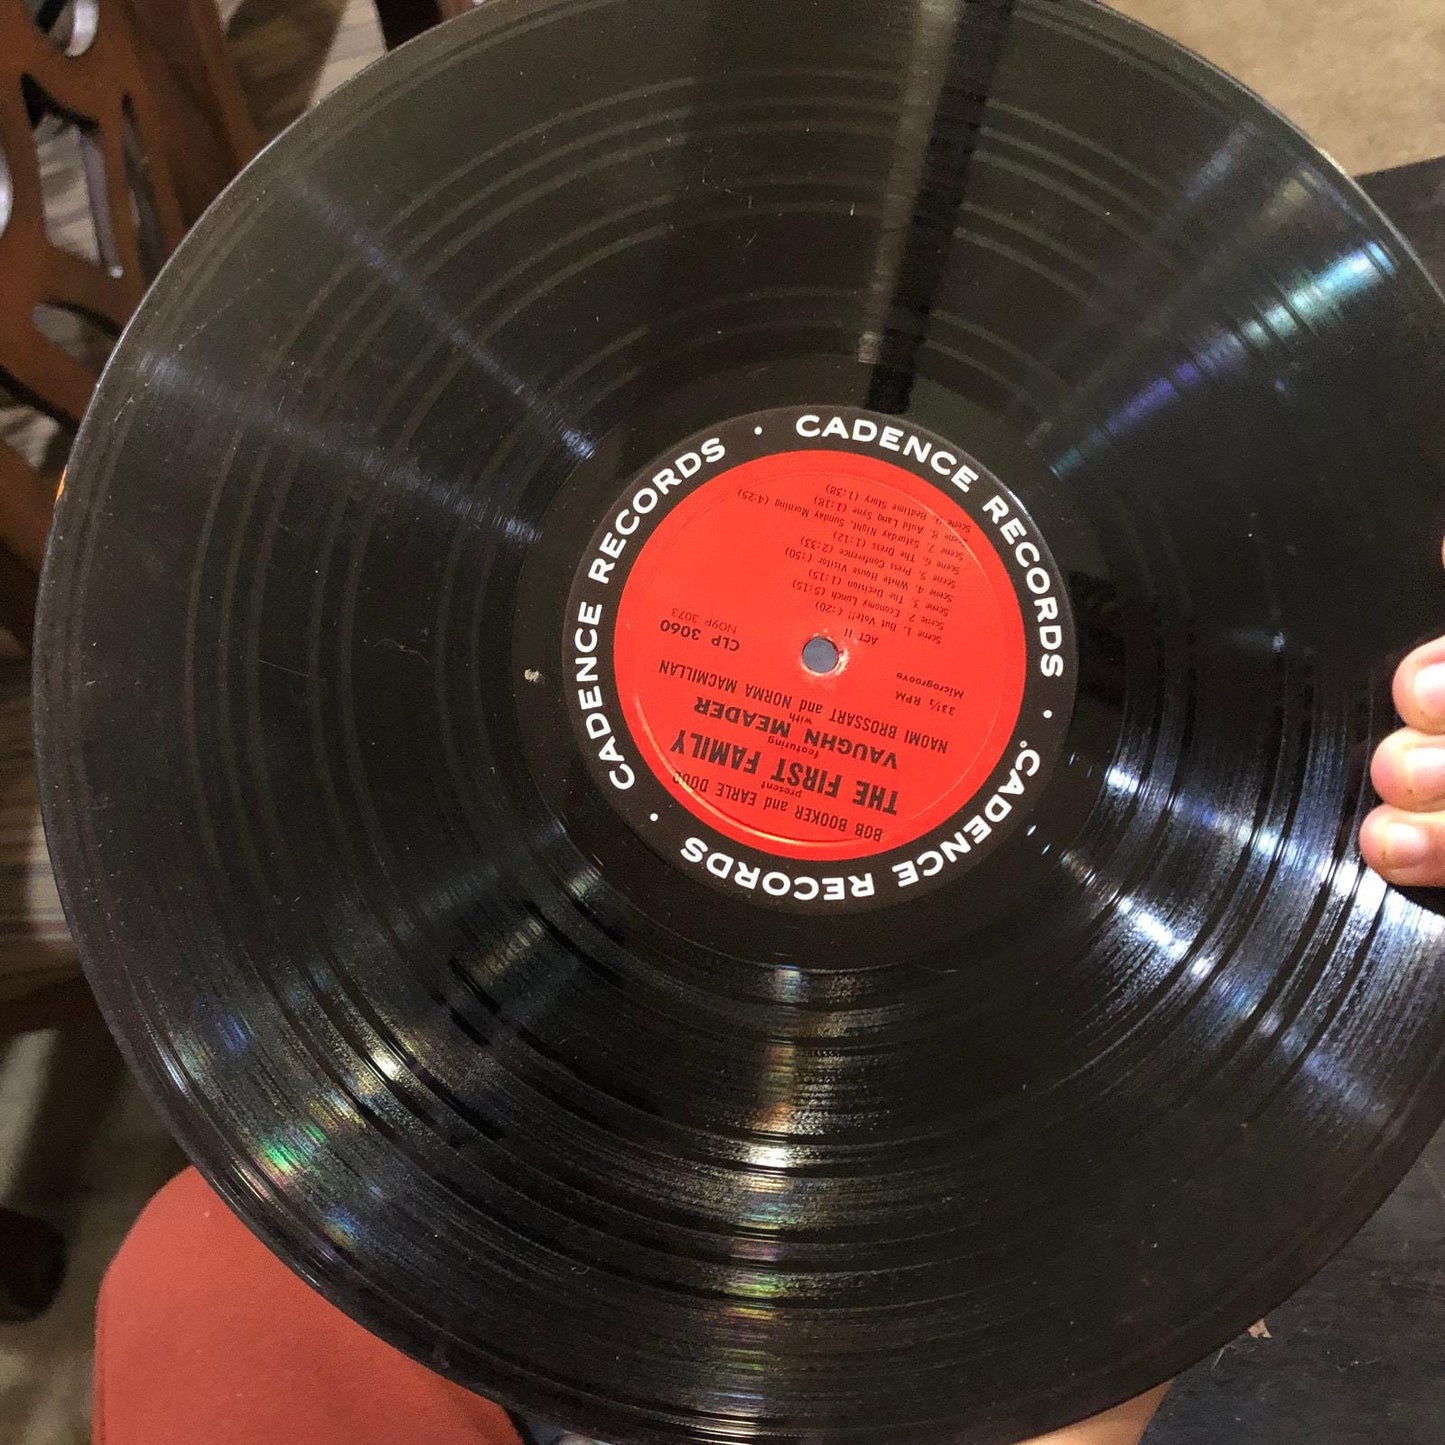 CADENCE RECORDS · CADENCE RECORDS · CADENCE RECORDS ·
BOB BOOKER and EARLE DOUD
present
THE FIRST FAMILY
featuring
VAUGHN MEADER
with
NAOMI BROSSART and NORMA MACMILLAN
33⅓ RPM
Microgroove
CLP 3060
NO9P 3073
ACT II
Scene 1. But Vote!! (:20)
Scene 2. Economy Lunch (5:15)
Scene 3. The Decision (1:15)
Scene 4. White House Visitor (:50)
Scene 5. Press Conference (2:33)
Scene 6. The Dress (1:12)
Scene 7. Saturday Night, Sunday Morning (4:25)
Scene 8. Auld Lang Syne (1:18)
Scene 9. Bedtime Story (1:38)